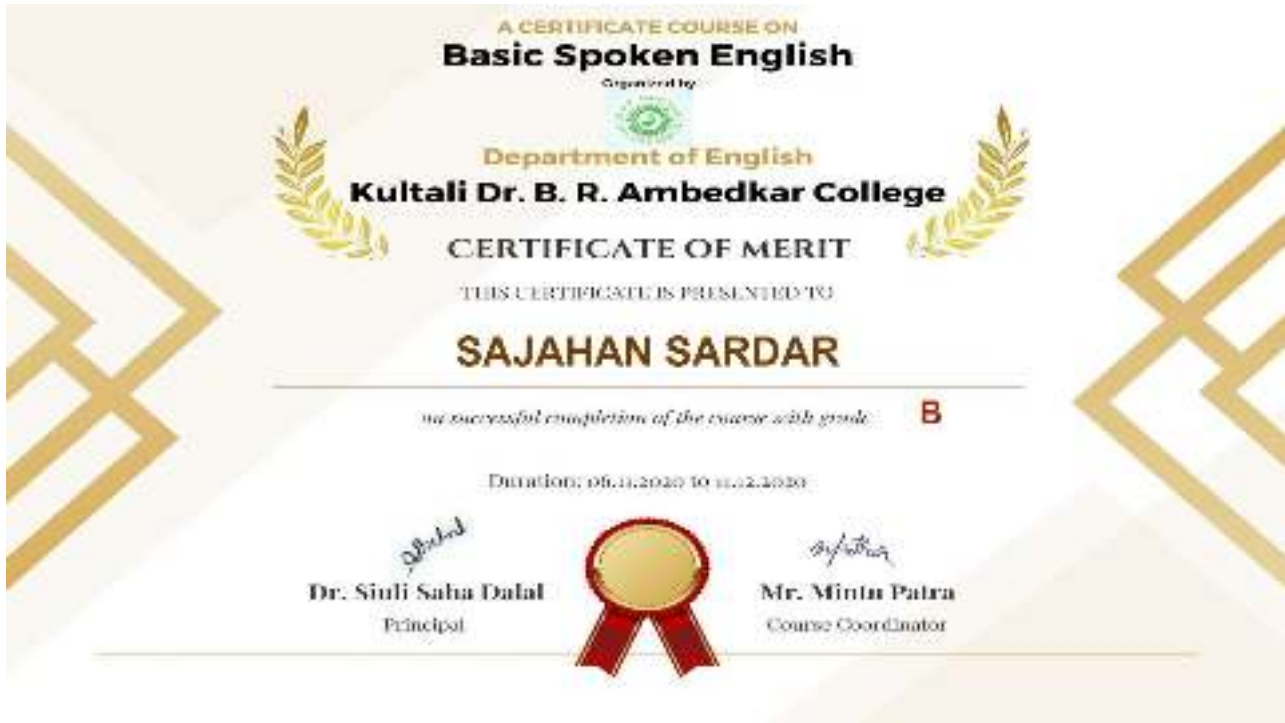 A CERTIFICATE COURSE ON
Basic Spoken English
Organized by
Department of English
Kultali Dr. B. R. Ambedkar College
CERTIFICATE OF MERIT
THIS CERTIFICATE IS PRESENTED TO
SAJAHAN SARDAR
on successful completion of the course with grade B
Duration: 06.11.2020 to 11.12.2020
Dr. Siuli Saha Dalal Mr. Mintu Patra
Principal Course Coordinator